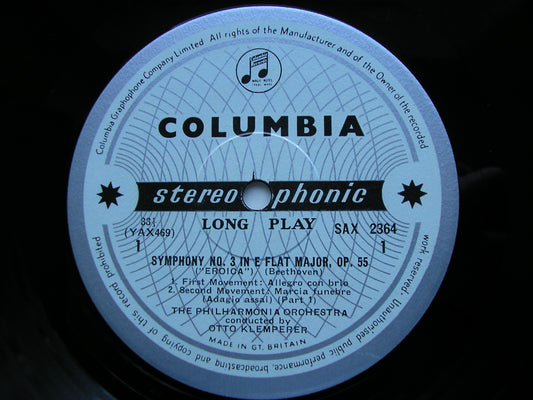 Columbia Graphophone Company Limited. All rights of the Manufacturer and of the Owner of the recorded work reserved. Unauthorised public performance, broadcasting and copying of this record prohibited
COLUMBIA
stereophonic
33⅓ LONG PLAY SAX 2364
(YAX469)
1 1
SYMPHONY NO. 3 IN E FLAT MAJOR, OP. 55
("EROICA") (Beethoven)
1. First Movement: Allegro con brio
2. Second Movement: Marcia funebre
(Adagio assai) (Part 1)
THE PHILHARMONIA ORCHESTRA
conducted by
OTTO KLEMPERER
MADE IN GT. BRITAIN